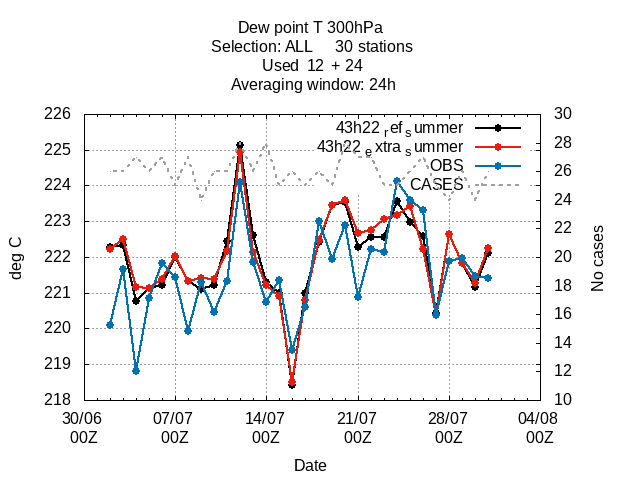 Dew point T 300hPa
Selection: ALL 30 stations
Used 12 + 24
Averaging window: 24h
226 30
43h22 ref summer
225 28
43h22 extra summer
OBS
224 26
CASES
24
223 22
222 20
221 18
220 16
14
219 12
218 10
deg C
No cases
30/06 07/07 14/07 21/07 28/07 04/08
00Z 00Z 00Z 00Z 00Z 00Z
Date